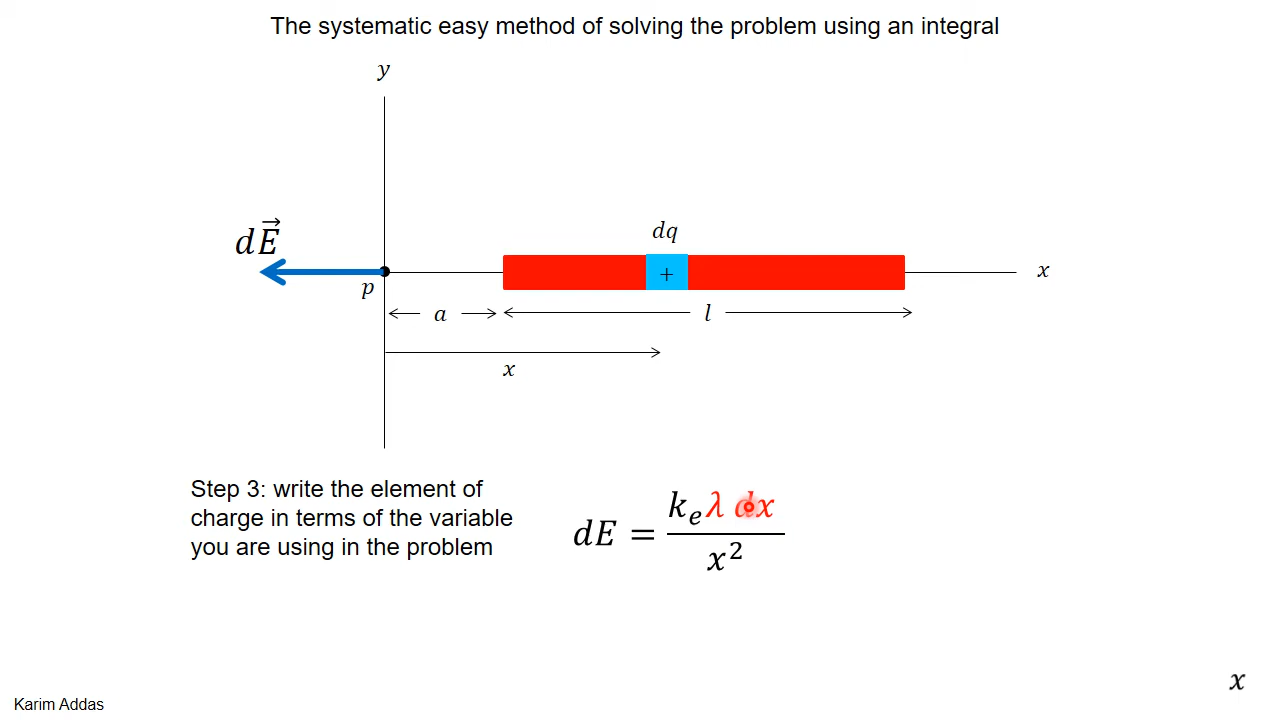 The systematic easy method of solving the problem using an integral
y
dq
dE⃗
+
x
p
a
l
x
Step 3: write the element of
charge in terms of the variable
you are using in the problem
dE = kₑλ dx / x²
x
Karim Addas